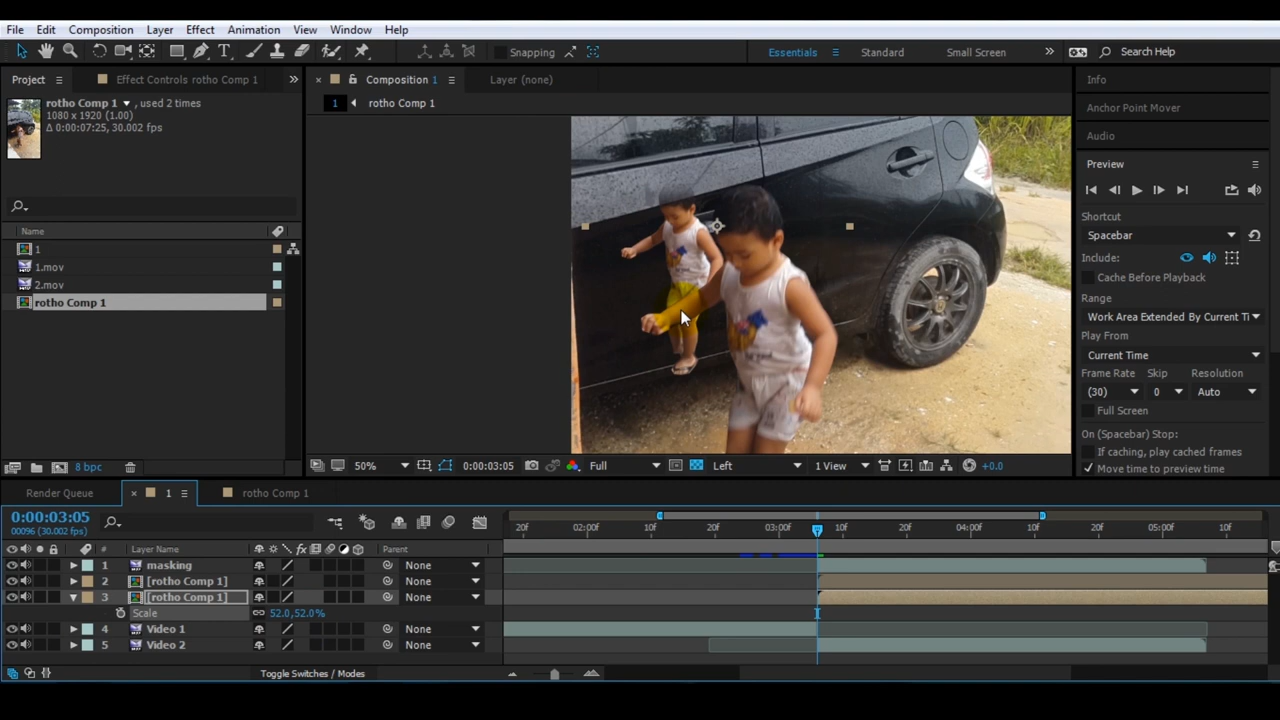 File Edit Composition Layer Effect Animation View Window Help
Snapping Essentials Standard Small Screen Search Help
Project Effect Controls rotho Comp 1 Composition 1 Layer (none) Info
rotho Comp 1 , used 2 times
1080 x 1920 (1.00)
Δ 0:00:07:25, 30.002 fps
1 rotho Comp 1
Anchor Point Mover
Audio
Preview
Shortcut
Spacebar
Include:
Cache Before Playback
Range
Work Area Extended By Current Ti
Play From
Current Time
Frame Rate Skip Resolution
(30) 0 Auto
Full Screen
On (Spacebar) Stop:
If caching, play cached frames
Move time to preview time
Name
1
1.mov
2.mov
rotho Comp 1
8 bpc
50% 0:00:03:05 Full Left 1 View +0.0
Render Queue 1 rotho Comp 1
0:00:03:05
00096 (30.002 fps)
20f 02:00f 10f 20f 03:00f 10f 20f 04:00f 10f 20f 05:00f 10f
# Layer Name Parent
1 masking None
2 [rotho Comp 1] None
3 [rotho Comp 1] None
Scale 52.0,52.0%
4 Video 1 None
5 Video 2 None
Toggle Switches / Modes